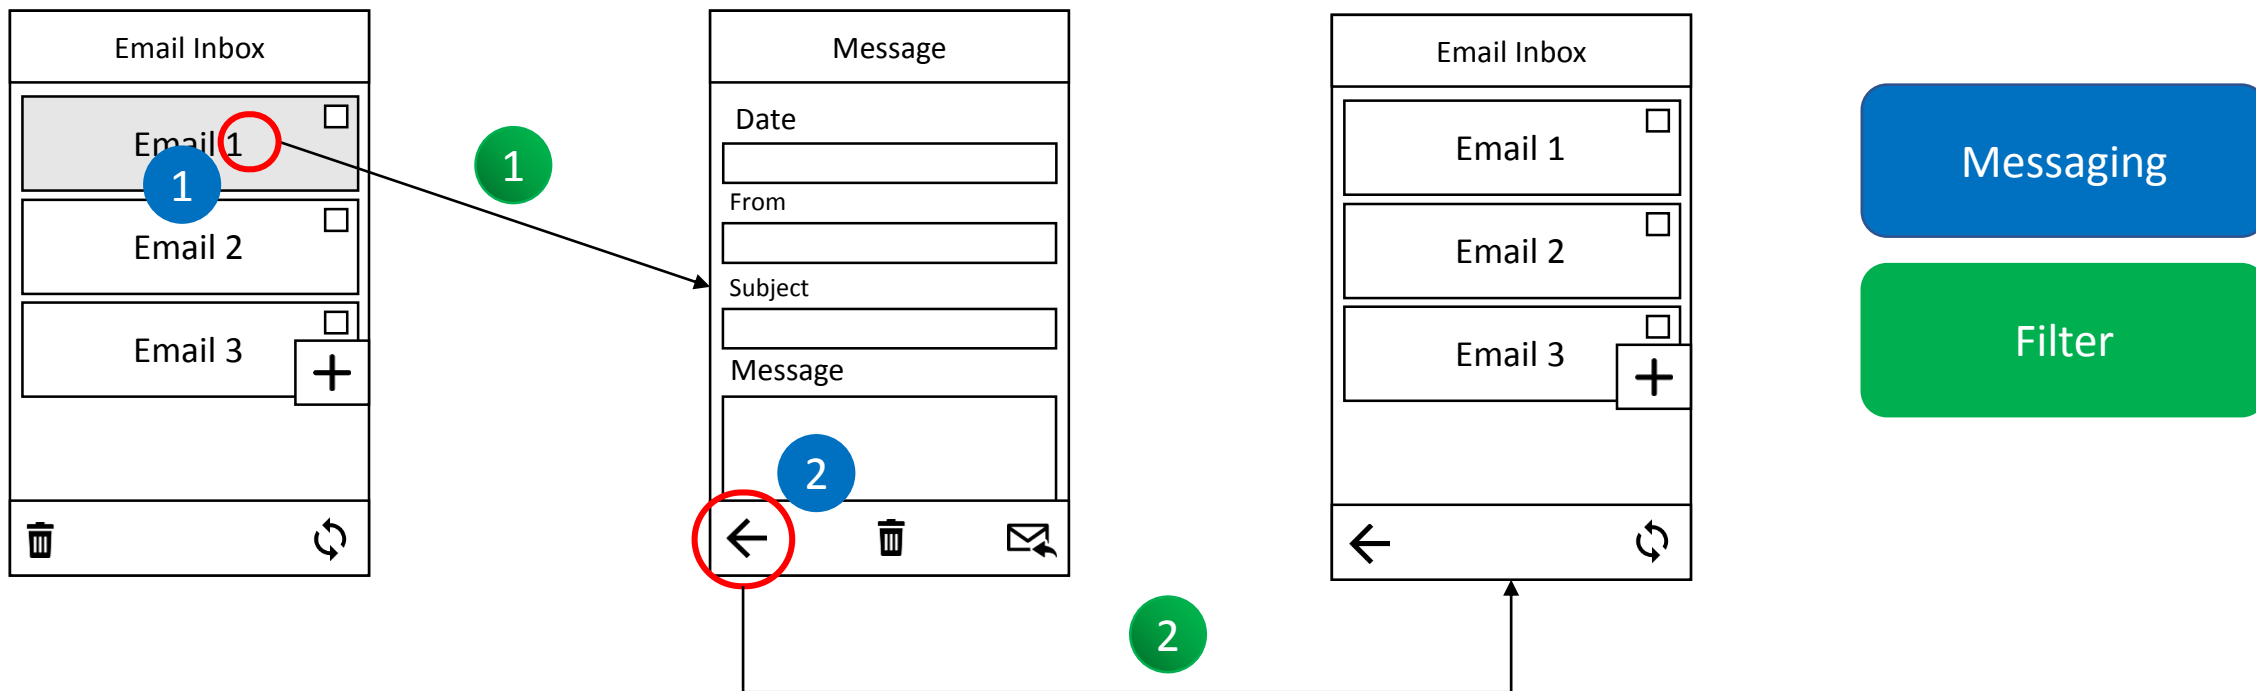 Email Inbox
Email 1
1
Email 2
Email 3
1
Message
Date
From
Subject
Message
2
2
Email Inbox
Email 1
Email 2
Email 3
Messaging
Filter